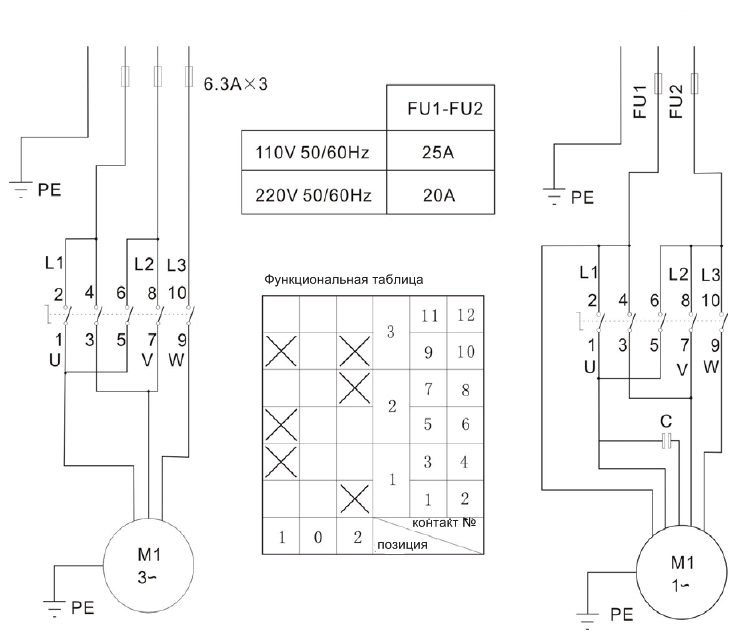 6.3A×3
PE
L1
L2
L3
2
4
6
8
10
1
3
5
7
9
U
V
W
M1
3~
PE
FU1-FU2
110V 50/60Hz
25A
220V 50/60Hz
20A
Функциональная таблица
3
11
12
9
10
2
7
8
5
6
1
3
4
1
2
1
0
2
контакт №
позиция
FU1
FU2
PE
L1
L2
L3
2
4
6
8
10
1
3
5
7
9
U
V
W
C
M1
1~
PE